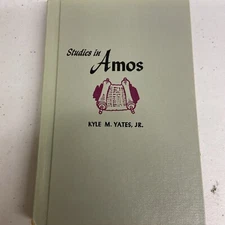 Studies in
Amos
KYLE M. YATES, JR.